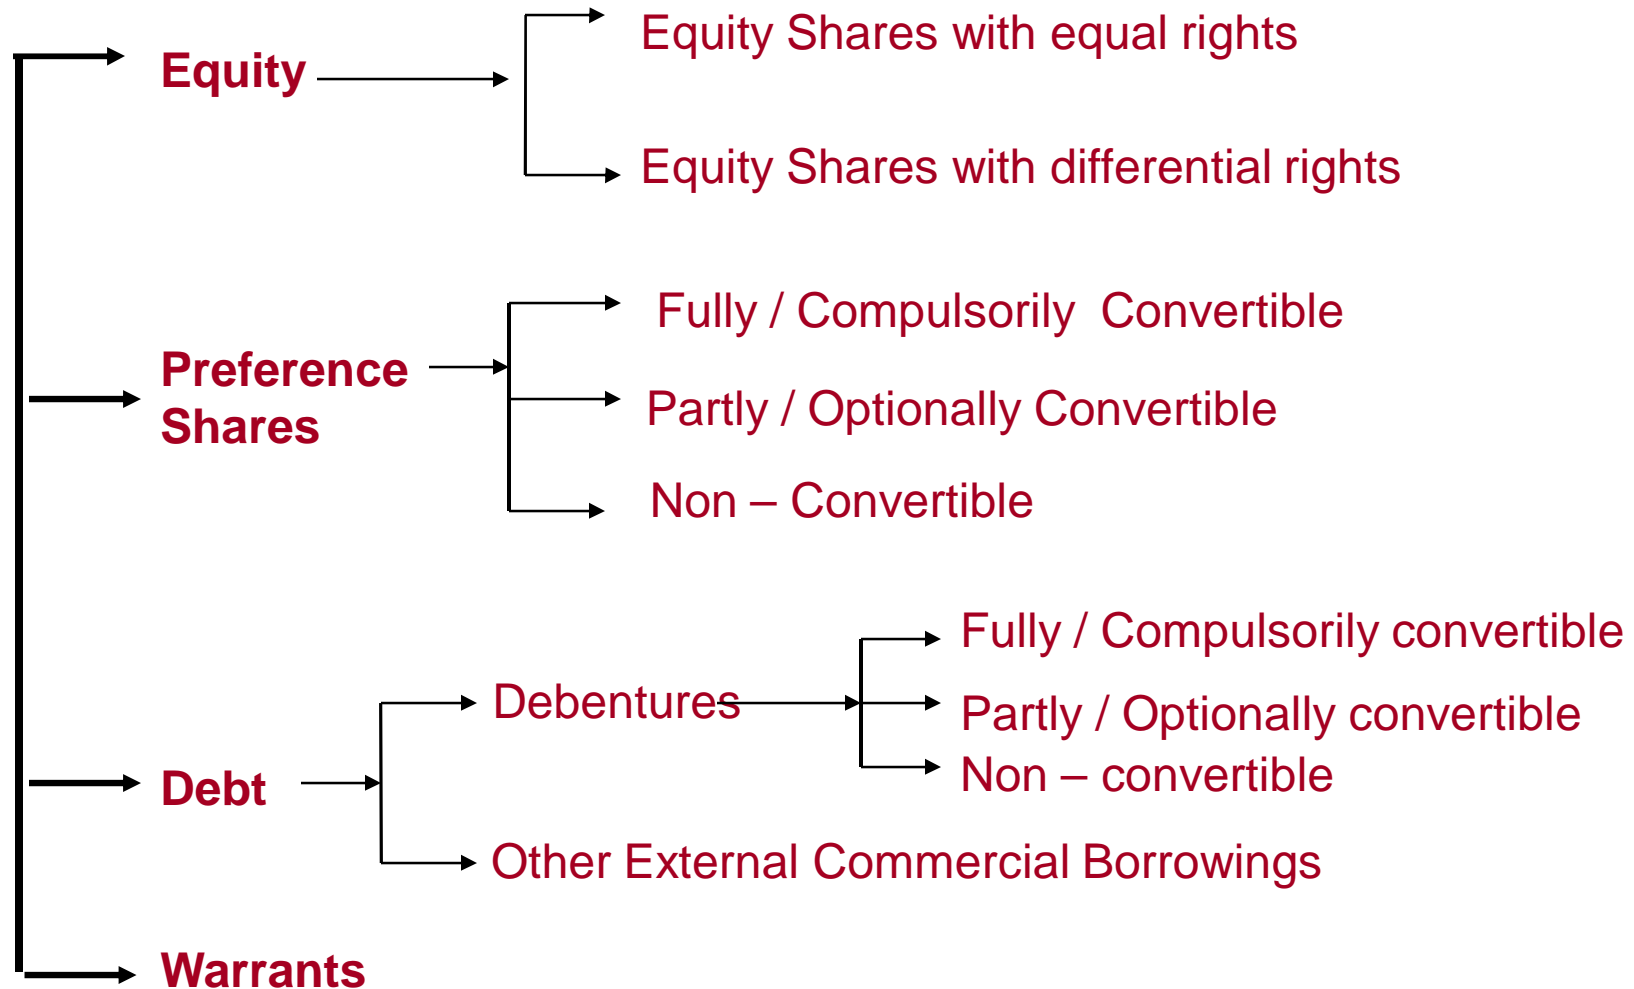 Equity
Equity Shares with equal rights
Equity Shares with differential rights
Preference
Shares
Fully / Compulsorily Convertible
Partly / Optionally Convertible
Non – Convertible
Debt
Debentures
Fully / Compulsorily convertible
Partly / Optionally convertible
Non – convertible
Other External Commercial Borrowings
Warrants